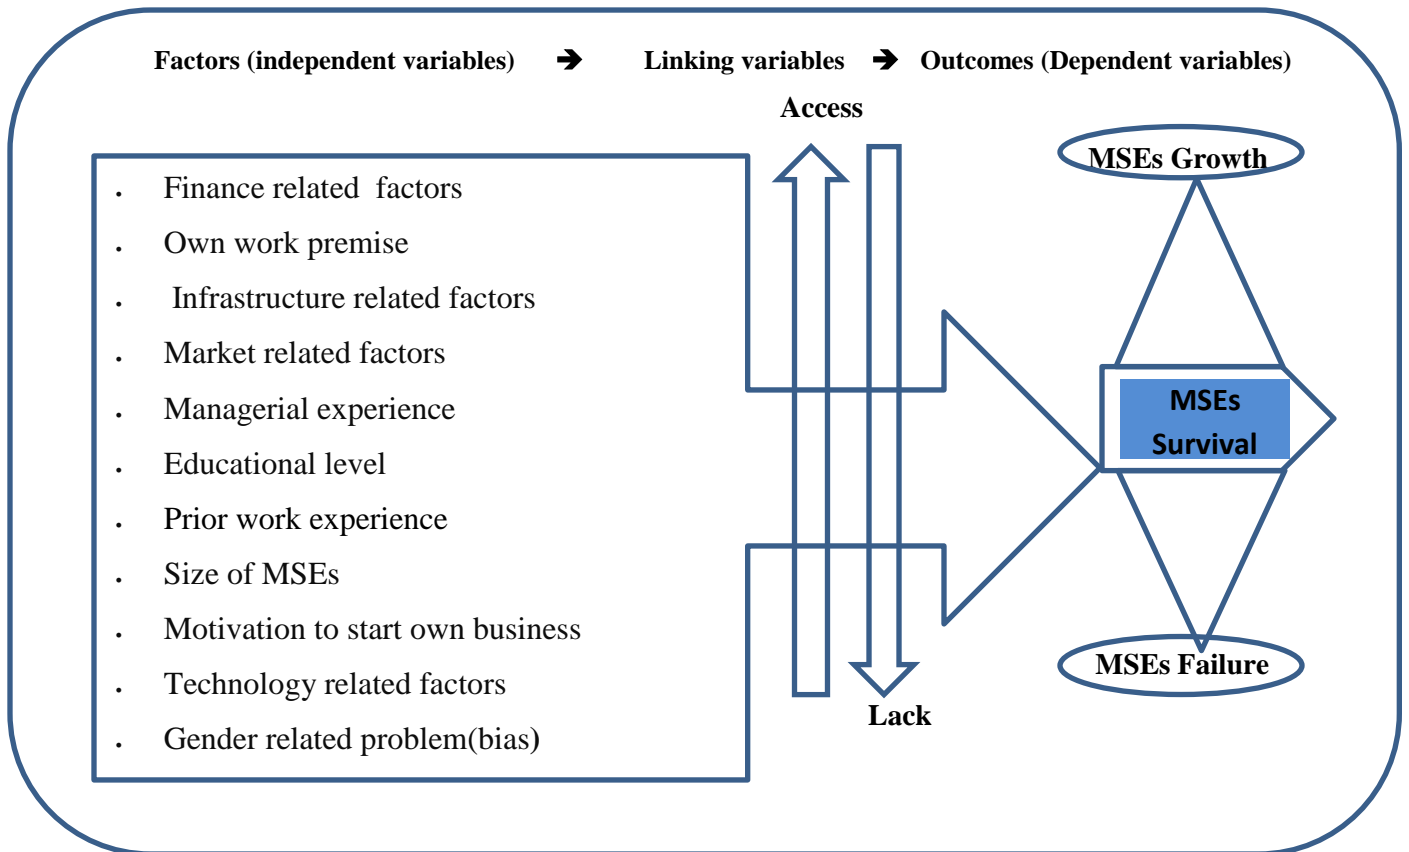 Factors (independent variables) → Linking variables → Outcomes (Dependent variables)
Access
MSEs Growth
. Finance related factors
. Own work premise
. Infrastructure related factors
. Market related factors
. Managerial experience
. Educational level
. Prior work experience
. Size of MSEs
. Motivation to start own business
. Technology related factors
. Gender related problem(bias)
MSEs
Survival
MSEs Failure
Lack